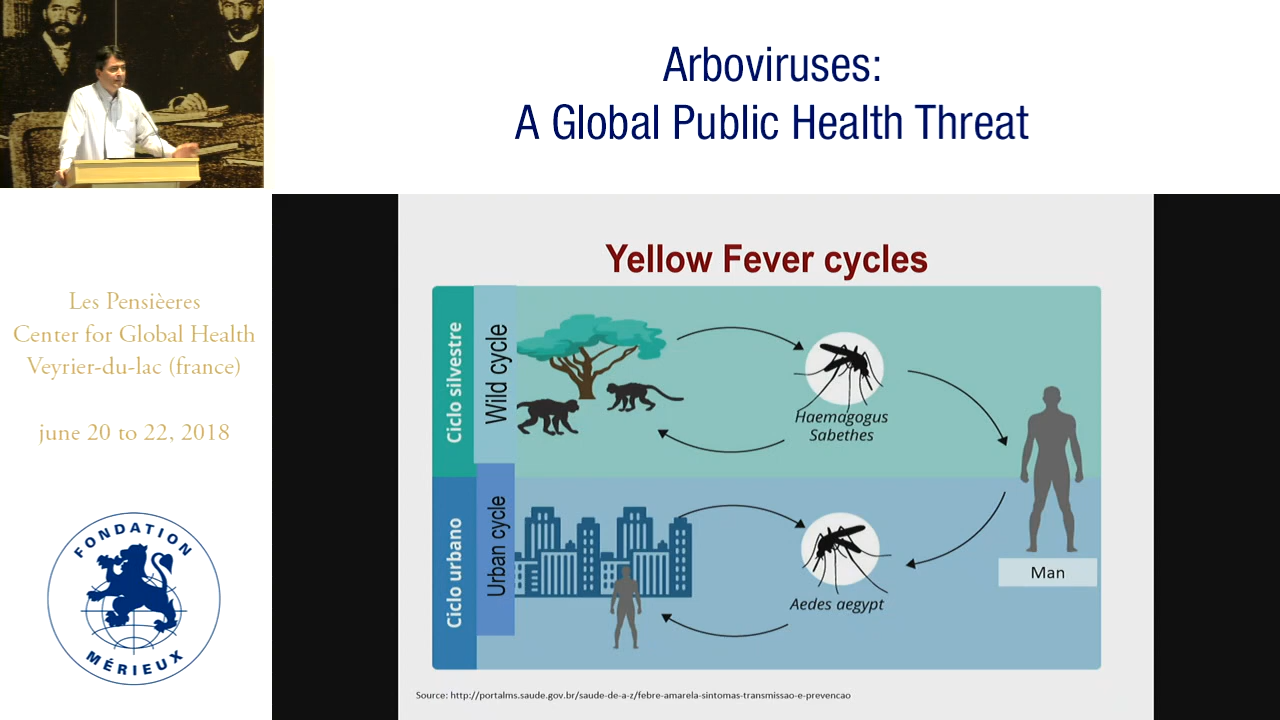 Arboviruses:
A Global Public Health Threat
Les Pensièeres
Center for Global Health
Veyrier-du-lac (france)
june 20 to 22, 2018
FONDATION
MÉRIEUX
Yellow Fever cycles
Ciclo silvestre
Wild cycle
Haemagogus
Sabethes
Ciclo urbano
Urban cycle
Aedes aegypt
Man
Source: http://portalms.saude.gov.br/saude-de-a-z/febre-amarela-sintomas-transmissao-e-prevencao